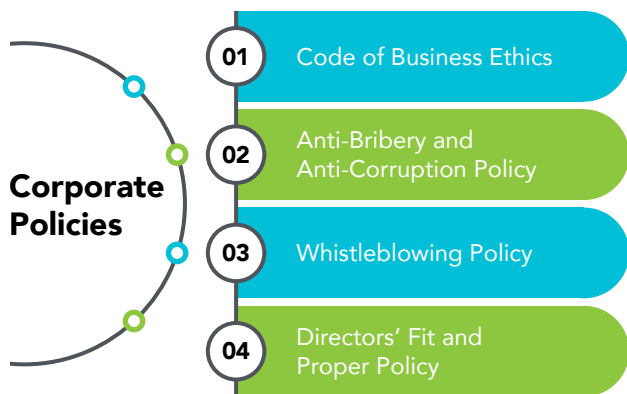 Corporate
Policies
01
Code of Business Ethics
02
Anti-Bribery and
Anti-Corruption Policy
03
Whistleblowing Policy
04
Directors’ Fit and
Proper Policy